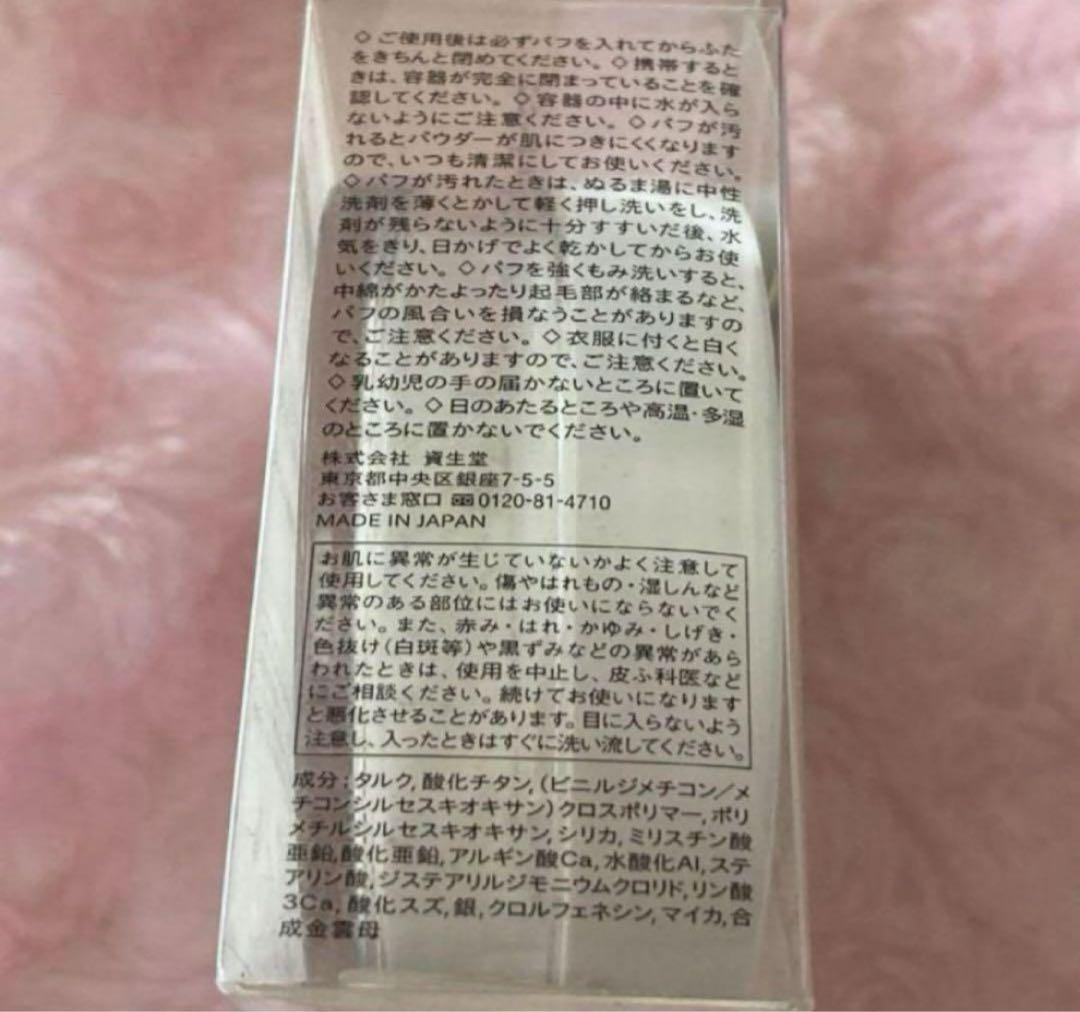 ◇ご使用後は必ずパフを入れてからふた
をきちんと閉めてください。◇携帯すると
きは、容器が完全に閉まっていることを確
認してください。◇容器の中に水が入ら
ないようにご注意ください。◇パフが汚
れるとパウダーが肌につきにくくなります
ので、いつも清潔にしてお使いください。
◇パフが汚れたときは、ぬるま湯に中性
洗剤を薄くとかして軽く押し洗いをし、洗
剤が残らないように十分すすいだ後、水
気をきり、日かげでよく乾かしてからお使
いください。◇パフを強くもみ洗いすると、
中綿がかたよったり起毛部が絡まるなど、
パフの風合いを損なうことがありますの
で、ご注意ください。◇衣服に付くと白く
なることがありますので、ご注意ください。
◇乳幼児の手の届かないところに置いて
ください。◇日のあたるところや高温・多湿
のところに置かないでください。
株式会社 資生堂
東京都中央区銀座7-5-5
お客さま窓口 0120-81-4710
MADE IN JAPAN
お肌に異常が生じていないかよく注意して
使用してください。傷やはれもの・湿しんなど
異常のある部位にはお使いにならないでく
ださい。また、赤み・はれ・かゆみ・しげき・
色抜け(白斑等)や黒ずみなどの異常があら
われたときは、使用を中止し、皮ふ科医など
にご相談ください。続けてお使いになります
と悪化させることがあります。目に入らないよう
注意し、入ったときはすぐに洗い流してください。
成分:タルク,酸化チタン,(ビニルジメチコン/メ
チコンシルセスキオキサン)クロスポリマー,ポリ
メチルシルセスキオキサン,シリカ,ミリスチン酸
亜鉛,酸化亜鉛,アルギン酸Ca,水酸化Al,ステ
アリン酸,ジステアリルジモニウムクロリド,リン酸
3Ca,酸化スズ,銀,クロルフェネシン,マイカ,合
成金雲母